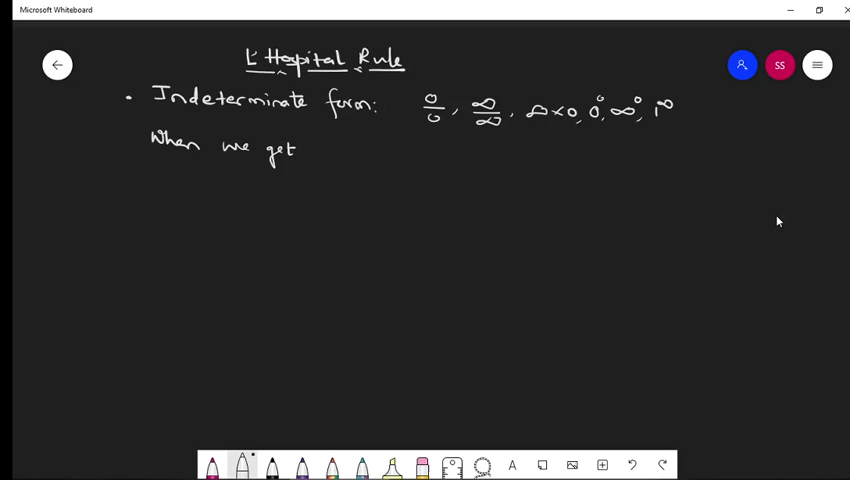 Microsoft Whiteboard
L' Hospital Rule
SS
• Indeterminate form: 0/0, ∞/∞, ∞×0, 0⁰, ∞⁰, 1^∞
When we get
A